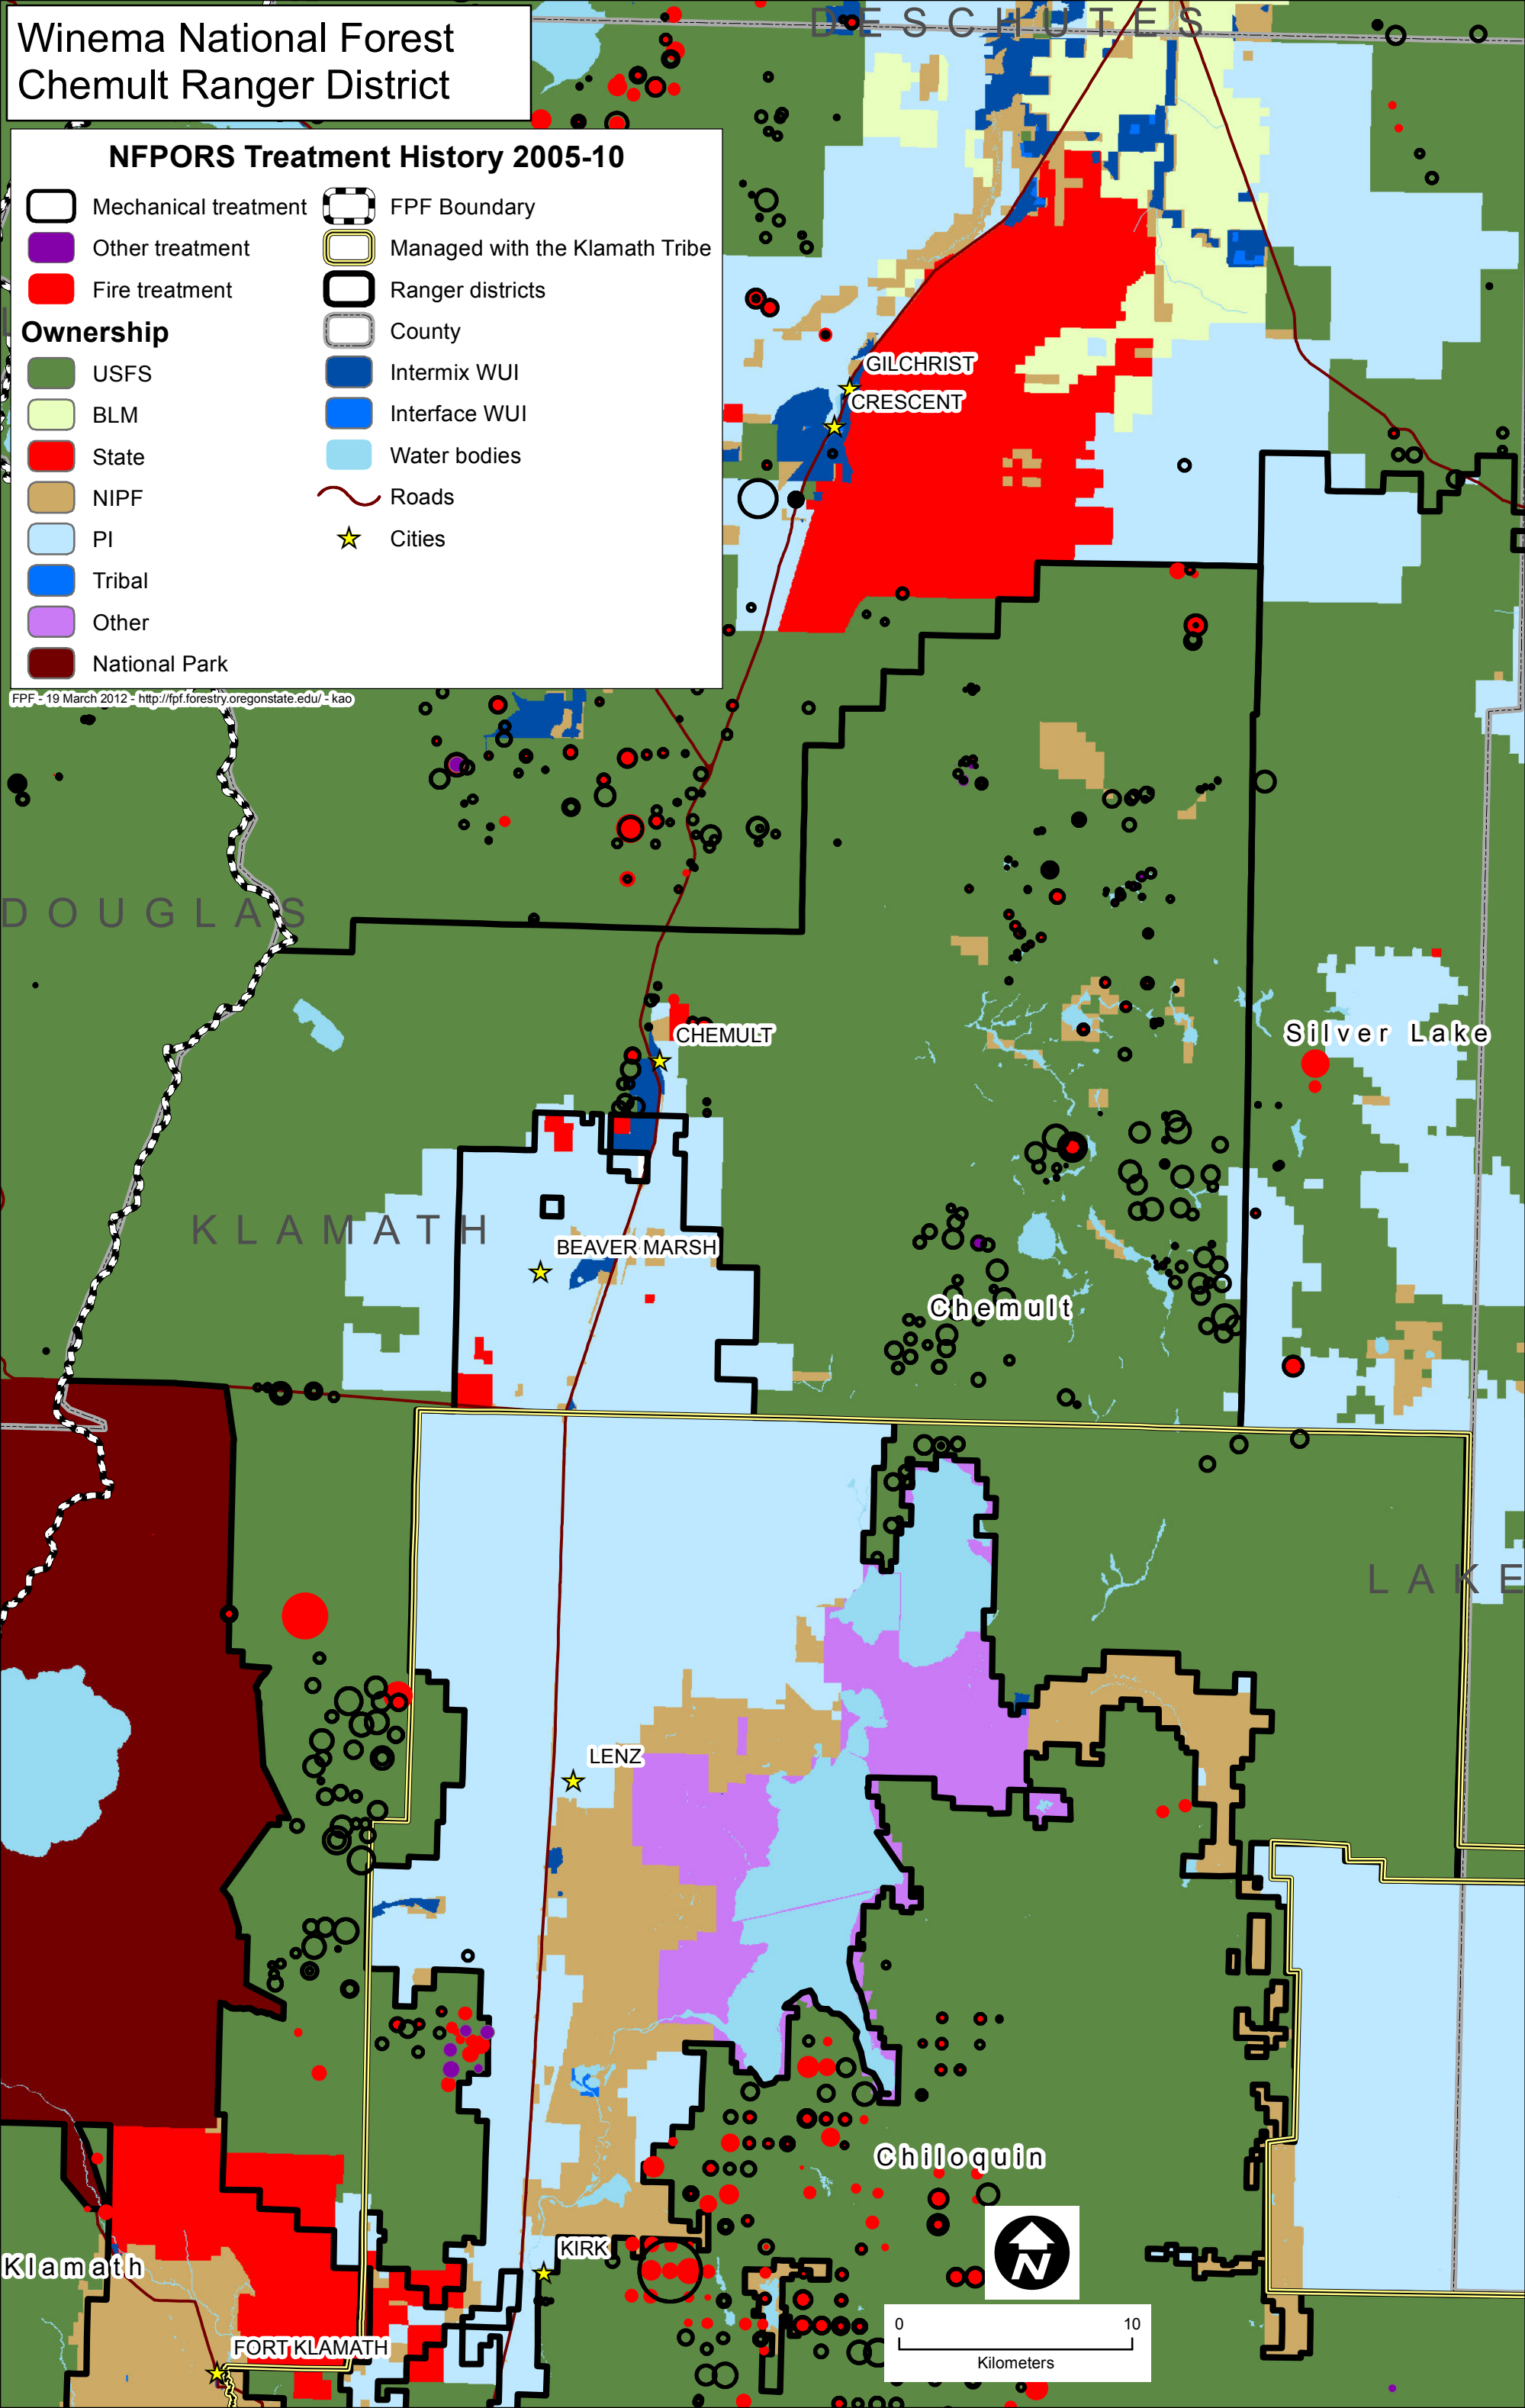 Winema National Forest
Chemult Ranger District
NFPORS Treatment History 2005-10
Mechanical treatment
Other treatment
Fire treatment
Ownership
USFS
BLM
State
NIPF
PI
Tribal
Other
National Park
FPF Boundary
Managed with the Klamath Tribe
Ranger districts
County
Intermix WUI
Interface WUI
Water bodies
Roads
Cities
FPF - 19 March 2012 - http://fpf.forestry.oregonstate.edu/ - kao
DESCHUTES
GILCHRIST
CRESCENT
DOUGLAS
CHEMULT
Silver Lake
KLAMATH
BEAVER MARSH
Chemult
LAKE
LENZ
Chiloquin
KIRK
Klamath
FORT KLAMATH
N
0 10
Kilometers